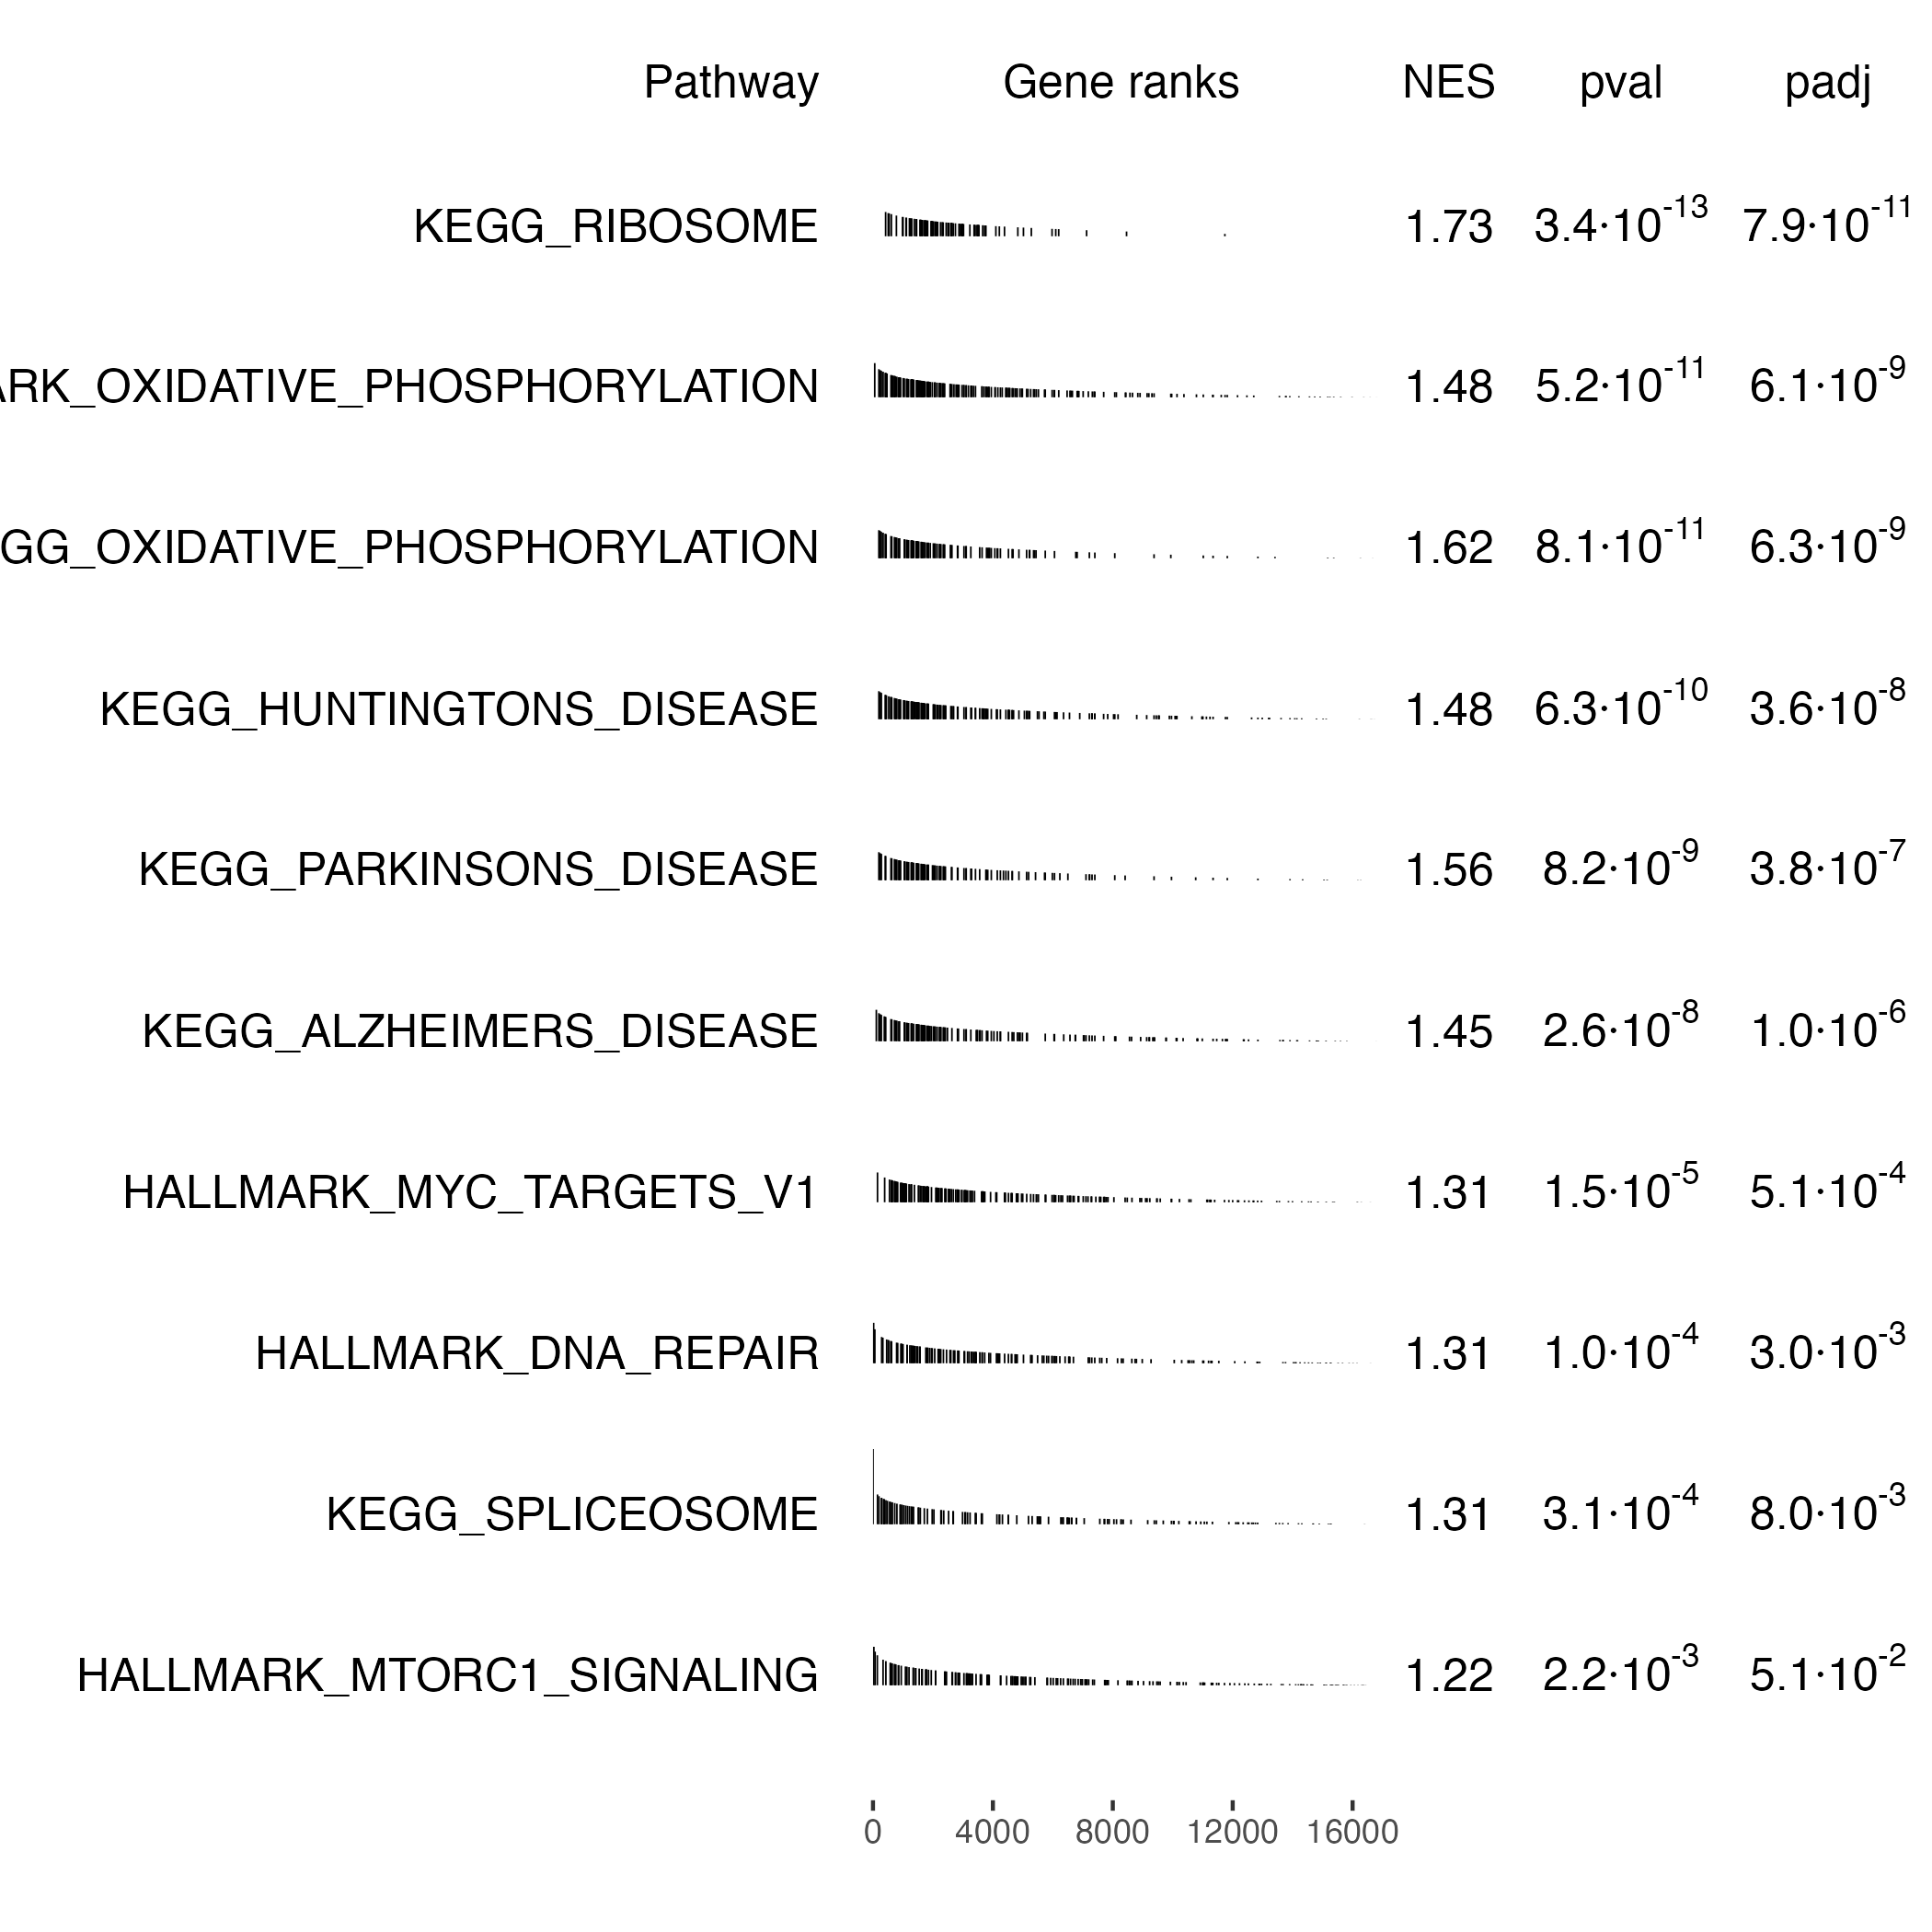 Pathway Gene ranks NES pval padj
KEGG_RIBOSOME 1.73 3.4·10⁻¹³ 7.9·10⁻¹¹
ARK_OXIDATIVE_PHOSPHORYLATION 1.48 5.2·10⁻¹¹ 6.1·10⁻⁹
GG_OXIDATIVE_PHOSPHORYLATION 1.62 8.1·10⁻¹¹ 6.3·10⁻⁹
KEGG_HUNTINGTONS_DISEASE 1.48 6.3·10⁻¹⁰ 3.6·10⁻⁸
KEGG_PARKINSONS_DISEASE 1.56 8.2·10⁻⁹ 3.8·10⁻⁷
KEGG_ALZHEIMERS_DISEASE 1.45 2.6·10⁻⁸ 1.0·10⁻⁶
HALLMARK_MYC_TARGETS_V1 1.31 1.5·10⁻⁵ 5.1·10⁻⁴
HALLMARK_DNA_REPAIR 1.31 1.0·10⁻⁴ 3.0·10⁻³
KEGG_SPLICEOSOME 1.31 3.1·10⁻⁴ 8.0·10⁻³
HALLMARK_MTORC1_SIGNALING 1.22 2.2·10⁻³ 5.1·10⁻²
0 4000 8000 12000 16000